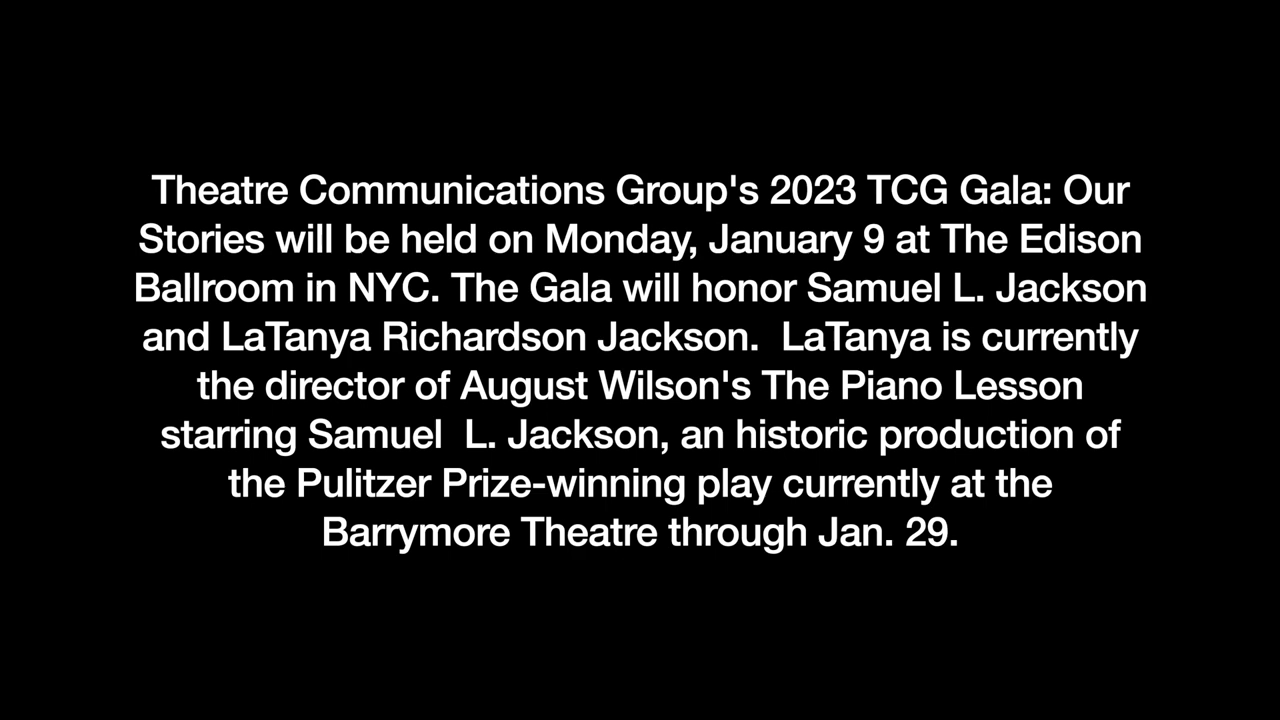 Theatre Communications Group's 2023 TCG Gala: Our
Stories will be held on Monday, January 9 at The Edison
Ballroom in NYC. The Gala will honor Samuel L. Jackson
and LaTanya Richardson Jackson.  LaTanya is currently
the director of August Wilson's The Piano Lesson
starring Samuel  L. Jackson, an historic production of
the Pulitzer Prize-winning play currently at the
Barrymore Theatre through Jan. 29.